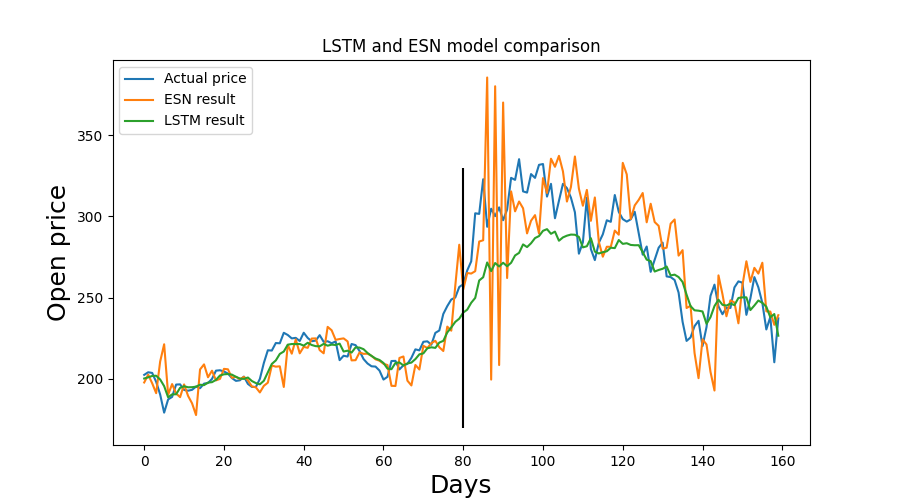 LSTM and ESN model comparison
Actual price
ESN result
LSTM result
350
300
250
200
Open price
0 20 40 60 80 100 120 140 160
Days